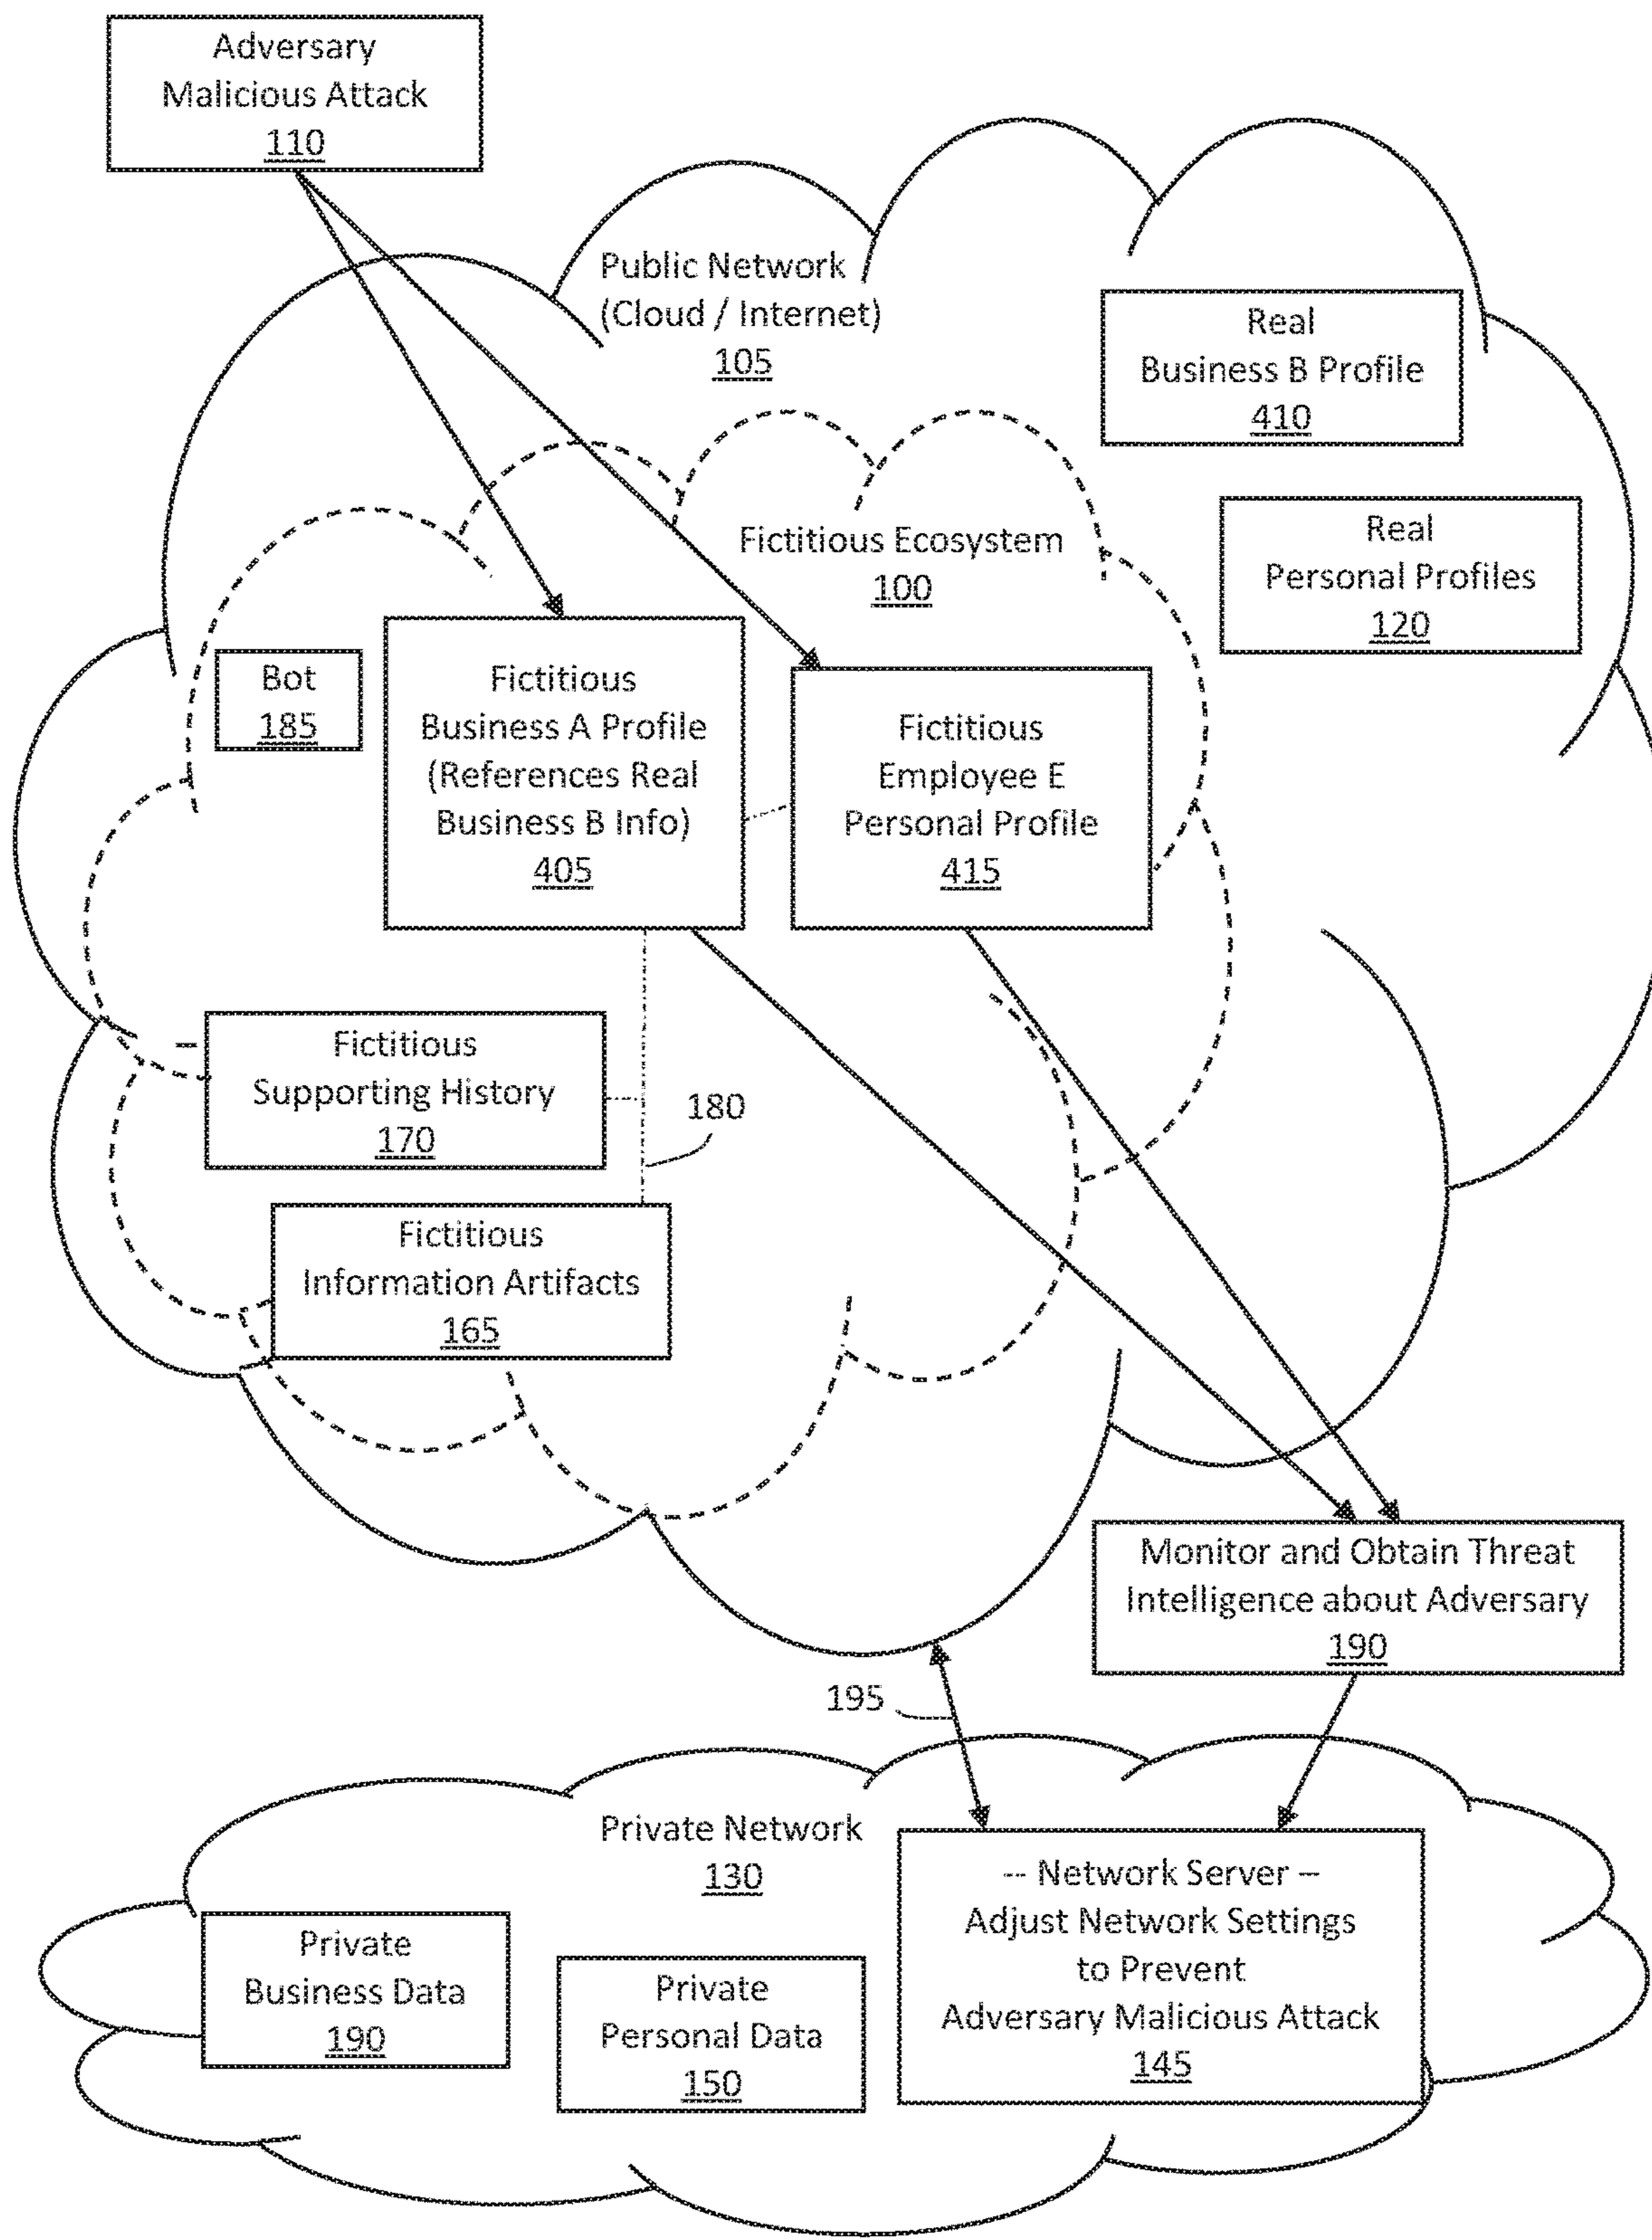 Adversary
Malicious Attack
110
Public Network
(Cloud / Internet)
105
Real
Business B Profile
410
Real
Personal Profiles
120
Fictitious Ecosystem
100
Bot
185
Fictitious
Business A Profile
(References Real
Business B Info)
405
Fictitious
Employee E
Personal Profile
415
Fictitious
Supporting History
170
180
Fictitious
Information Artifacts
165
Monitor and Obtain Threat
Intelligence about Adversary
190
195
Private Network
130
-- Network Server –
Adjust Network Settings
to Prevent
Adversary Malicious Attack
145
Private
Business Data
190
Private
Personal Data
150